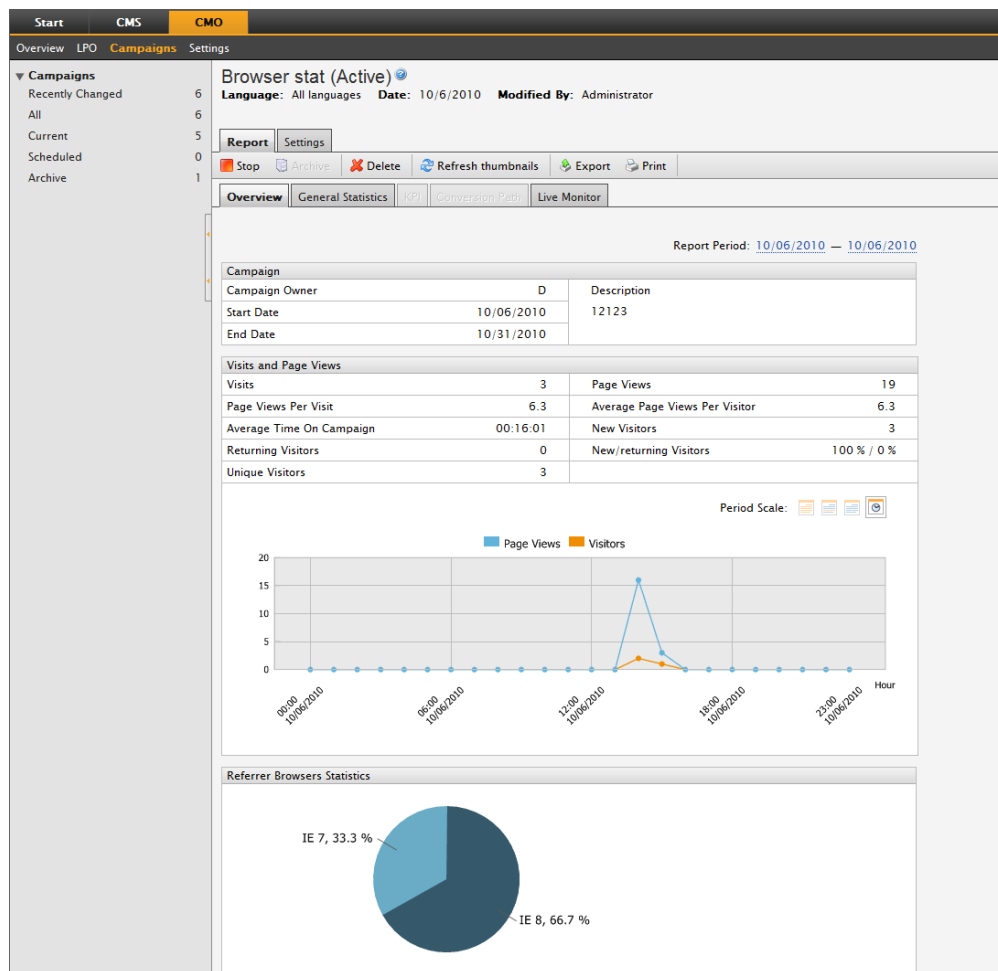 Start CMS CMO
Overview LPO Campaigns Settings
Campaigns
Recently Changed 6
All 6
Current 5
Scheduled 0
Archive 1
Browser stat (Active)
Language: All languages Date: 10/6/2010 Modified By: Administrator
Report Settings
Stop Archive Delete Refresh thumbnails Export Print
Overview General Statistics KPI Conversion Path Live Monitor
Report Period: 10/06/2010 — 10/06/2010
Campaign
Campaign Owner D Description
Start Date 10/06/2010 12123
End Date 10/31/2010
Visits and Page Views
Visits 3 Page Views 19
Page Views Per Visit 6.3 Average Page Views Per Visitor 6.3
Average Time On Campaign 00:16:01 New Visitors 3
Returning Visitors 0 New/returning Visitors 100 % / 0 %
Unique Visitors 3
Period Scale:
Page Views Visitors
20
15
10
5
0
Hour
00:00 10/06/2010
06:00 10/06/2010
12:00 10/06/2010
18:00 10/06/2010
23:00 10/06/2010
Referrer Browsers Statistics
IE 7, 33.3 %
IE 8, 66.7 %